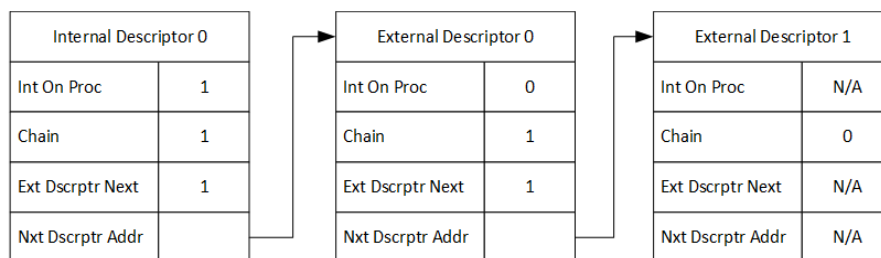 Internal Descriptor 0
Int On Proc 1
Chain 1
Ext Dscrptr Next 1
Nxt Dscrptr Addr
External Descriptor 0
Int On Proc 0
Chain 1
Ext Dscrptr Next 1
Nxt Dscrptr Addr
External Descriptor 1
Int On Proc N/A
Chain 0
Ext Dscrptr Next N/A
Nxt Dscrptr Addr N/A